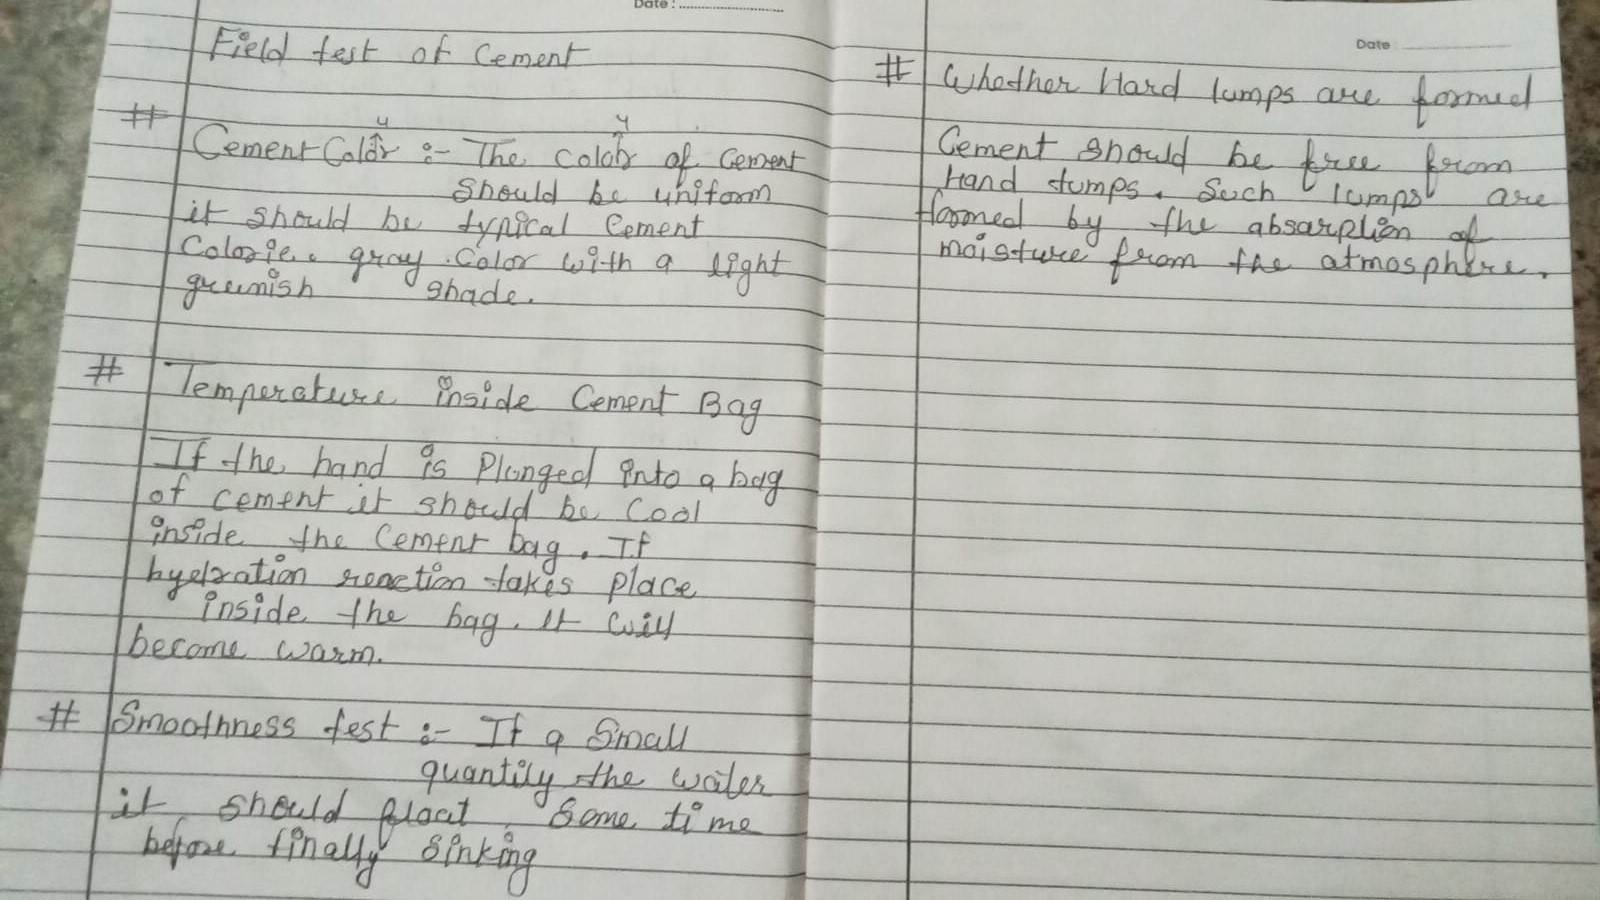 Date :
Field test of Cement
# Cement Color :- The color of cement
should be uniform
it should be typical Cement
Color ie. gray color with a light
greenish shade.
# Temperature inside Cement Bag
If the hand is Plunged into a bag
of cement it should be cool
inside the Cement bag. If
hydration reaction takes place
inside the bag. It will
become warm.
# Smoothness test :- If a Small
quantity the water
it should float Some time
before finally sinking
Date
# Whether Hard lumps are formed
Cement should be free from
Hand lumps. Such lumps are
formed by the absarption of
moisture from the atmosphere.